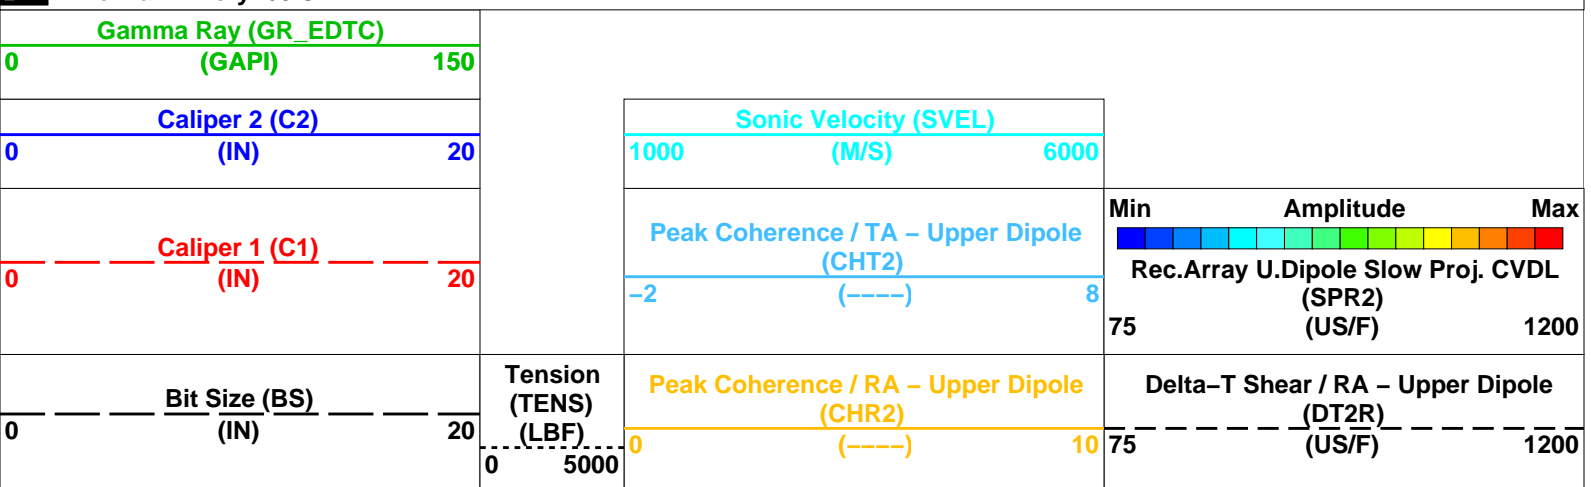 Gamma Ray (GR_EDTC)
0 (GAPI) 150
Caliper 2 (C2)
0 (IN) 20
Caliper 1 (C1)
0 (IN) 20
Bit Size (BS)
0 (IN) 20
Tension
(TENS)
(LBF)
0 5000
Sonic Velocity (SVEL)
1000 (M/S) 6000
Peak Coherence / TA – Upper Dipole
(CHT2)
–2 (––––) 8
Peak Coherence / RA – Upper Dipole
(CHR2)
0 (––––) 10
Min Amplitude Max
Rec.Array U.Dipole Slow Proj. CVDL
(SPR2)
75 (US/F) 1200
Delta–T Shear / RA – Upper Dipole
(DT2R)
75 (US/F) 1200